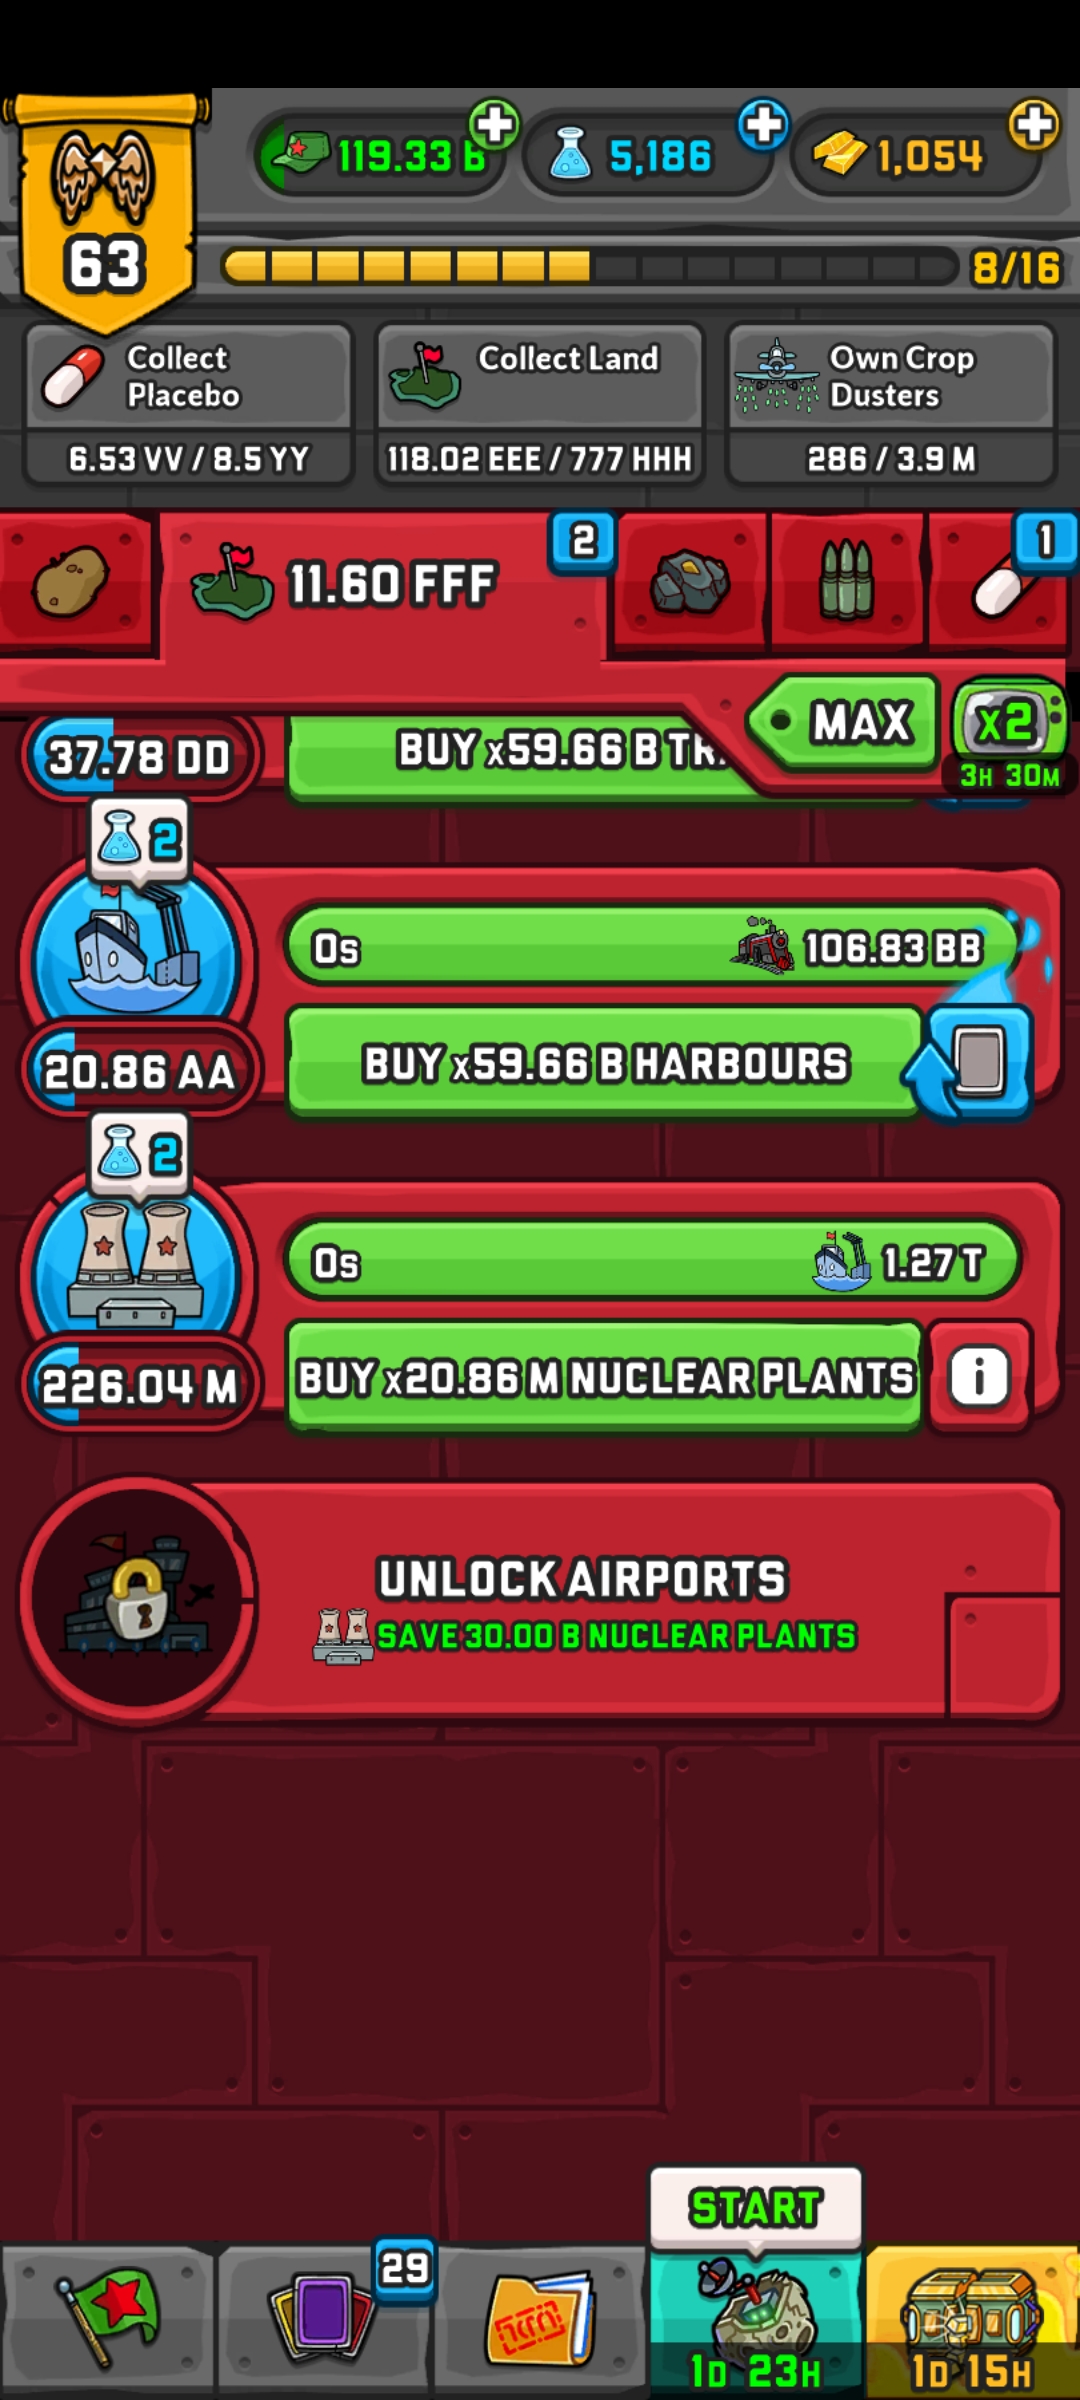 119.33 B
5,186
1,054
63
8/16
Collect
Placebo
6.53 VV / 8.5 YY
Collect Land
118.02 EEE / 777 HHH
Own Crop
Dusters
286 / 3.9 M
11.60 FFF
2
1
MAX
x2
3H 30M
37.78 DD
BUY x59.66 B
2
0s
106.83 BB
20.86 AA
BUY x59.66 B HARBOURS
2
0s
1.27 T
226.04 M
BUY x20.86 M NUCLEAR PLANTS
i
UNLOCK AIRPORTS
SAVE 30.00 B NUCLEAR PLANTS
START
29
1D 23H
1D 15H